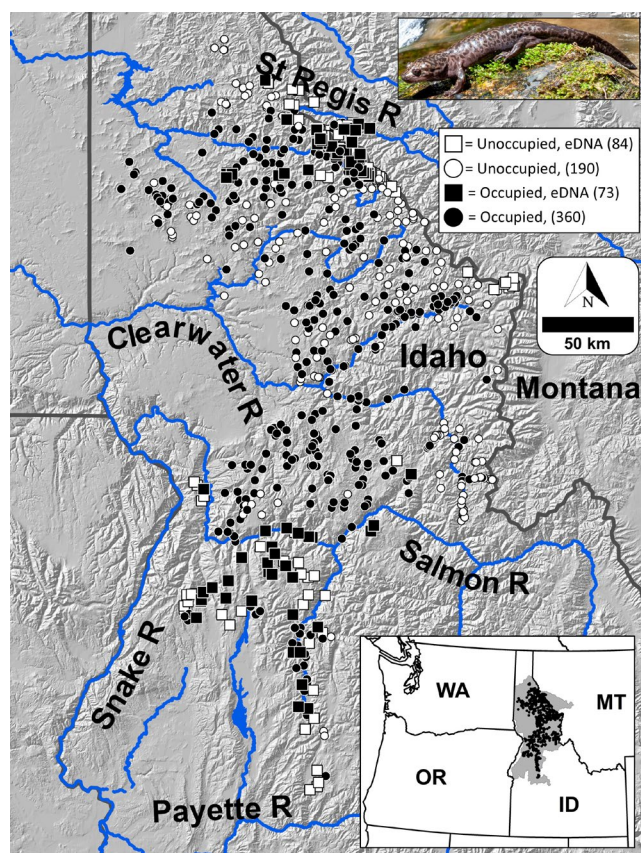 St Regis R
= Unoccupied, eDNA (84)
= Unoccupied, (190)
= Occupied, eDNA (73)
= Occupied, (360)
N
50 km
Clearwater R
Idaho
Montana
Salmon R
Snake R
Payette R
WA
MT
OR
ID